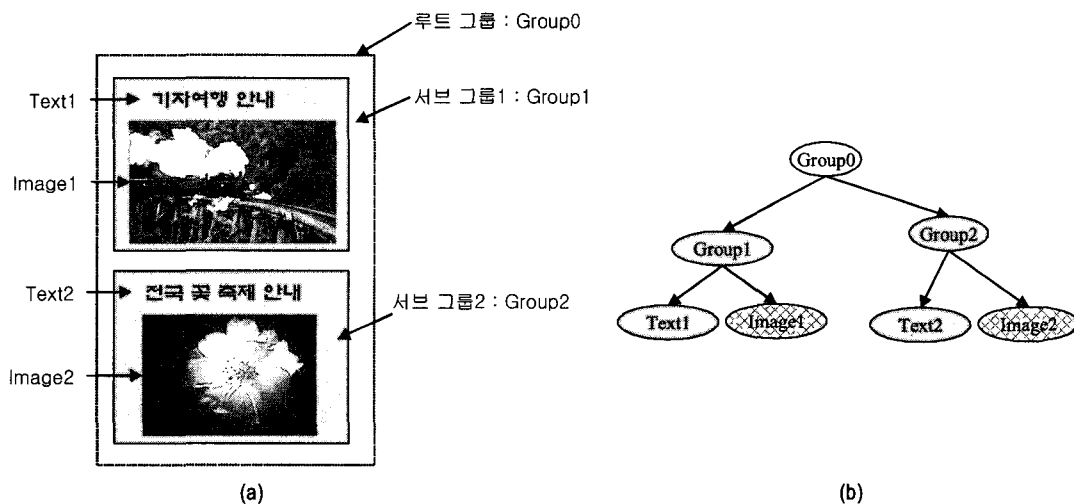 루트 그룹 : Group0
Text1
기차여행 안내
서브 그룹1 : Group1
Image1
Text2
전국 꽃 축제 안내
서브 그룹2 : Group2
Image2
(a)
Group0
Group1
Group2
Text1
Image1
Text2
Image2
(b)